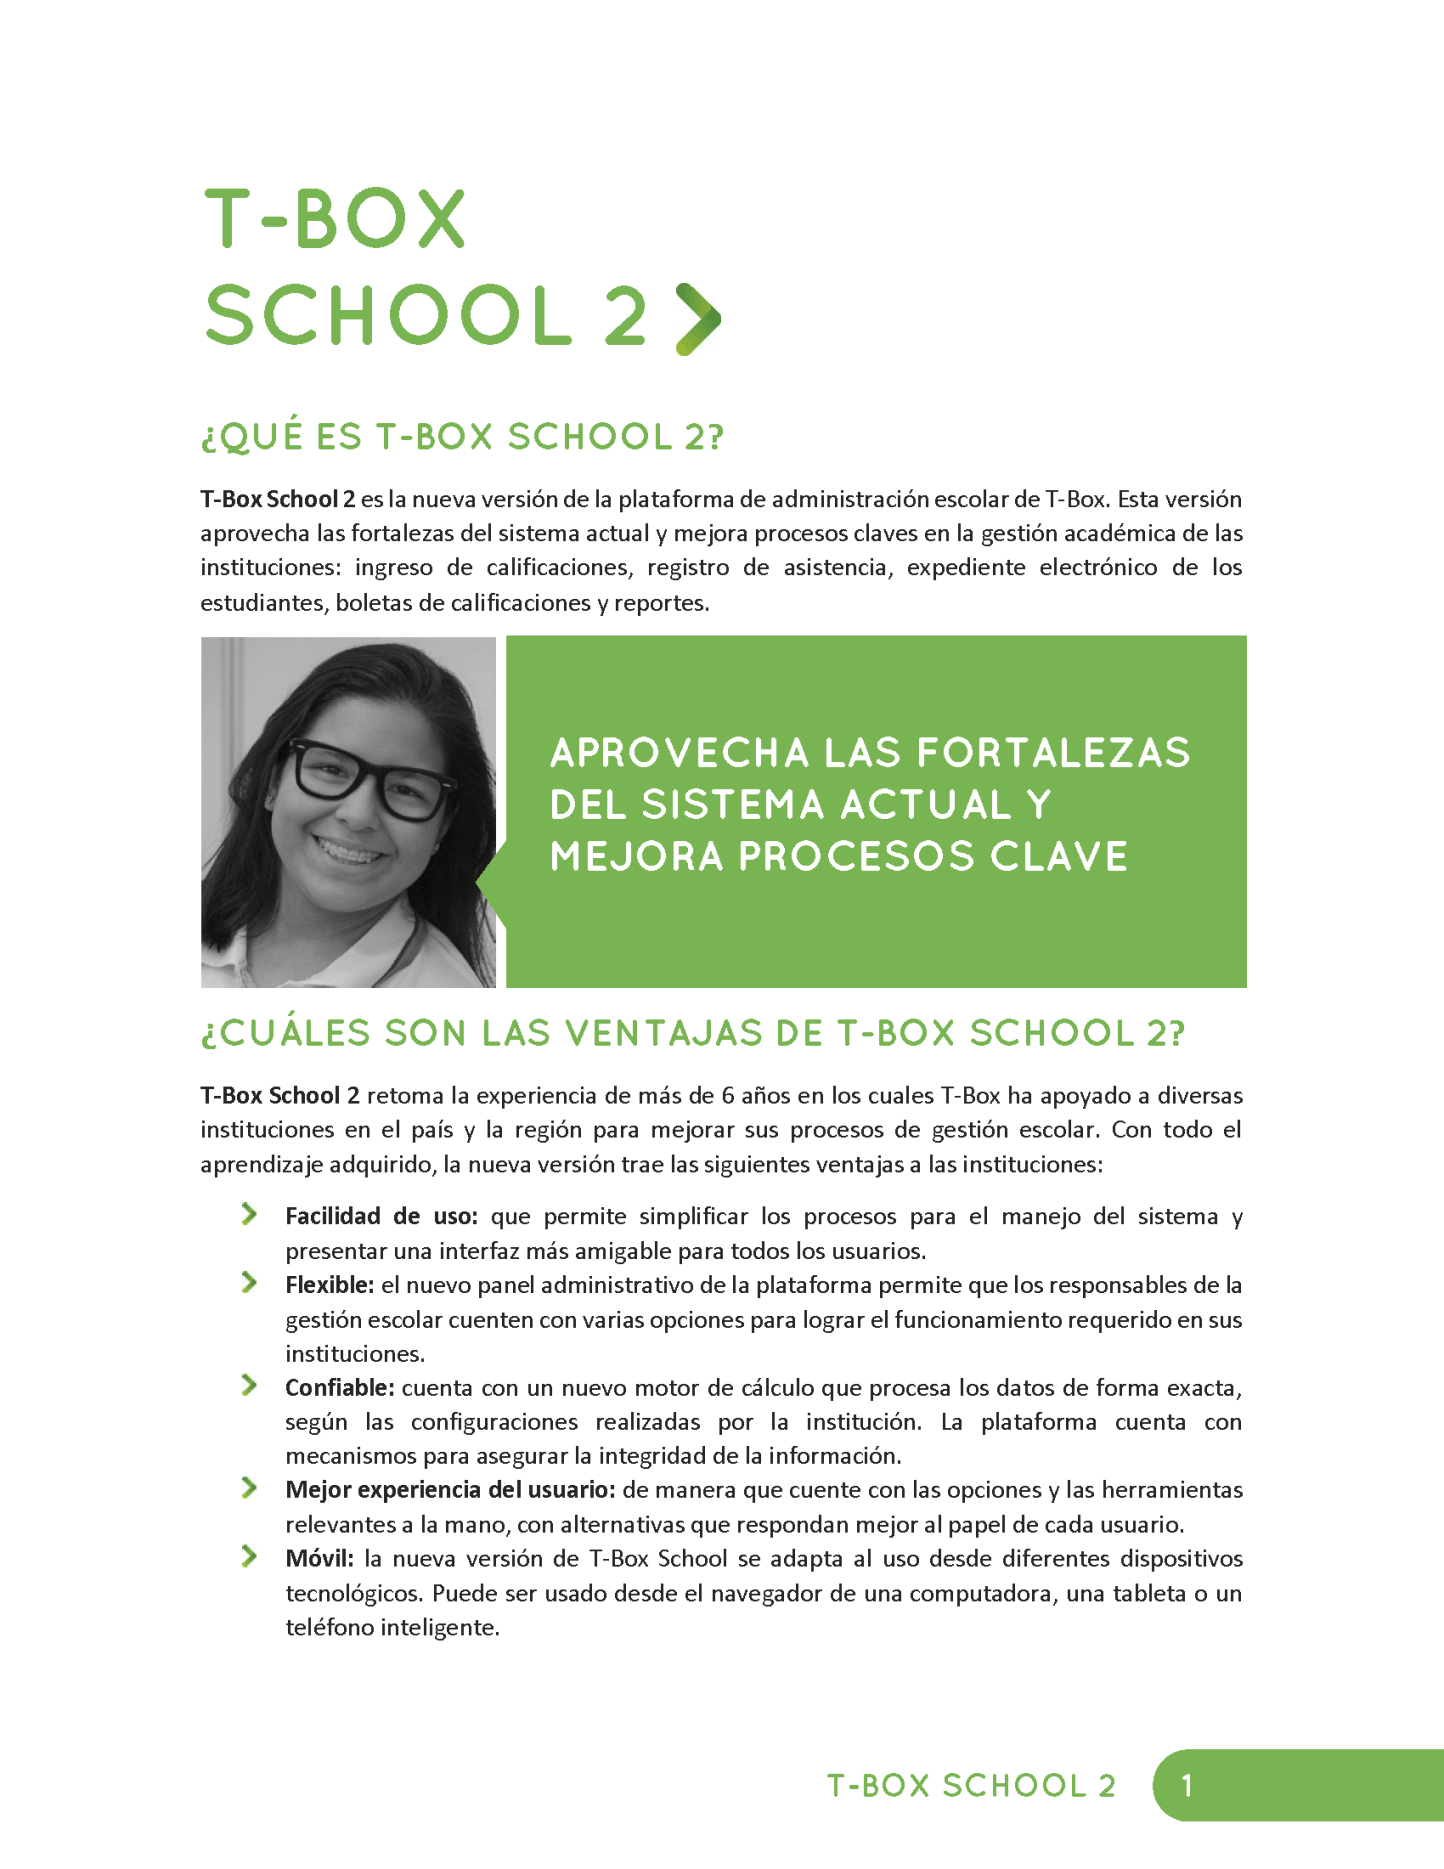 T-BOX
SCHOOL 2
¿QUÉ ES T-BOX SCHOOL 2?
T-Box School 2 es la nueva versión de la plataforma de administración escolar de T-Box. Esta versión
aprovecha las fortalezas del sistema actual y mejora procesos claves en la gestión académica de las
instituciones: ingreso de calificaciones, registro de asistencia, expediente electrónico de los
estudiantes, boletas de calificaciones y reportes.
APROVECHA LAS FORTALEZAS
DEL SISTEMA ACTUAL Y
MEJORA PROCESOS CLAVE
¿CUÁLES SON LAS VENTAJAS DE T-BOX SCHOOL 2?
T-Box School 2 retoma la experiencia de más de 6 años en los cuales T-Box ha apoyado a diversas
instituciones en el país y la región para mejorar sus procesos de gestión escolar. Con todo el
aprendizaje adquirido, la nueva versión trae las siguientes ventajas a las instituciones:
Facilidad de uso: que permite simplificar los procesos para el manejo del sistema y
presentar una interfaz más amigable para todos los usuarios.
Flexible: el nuevo panel administrativo de la plataforma permite que los responsables de la
gestión escolar cuenten con varias opciones para lograr el funcionamiento requerido en sus
instituciones.
Confiable: cuenta con un nuevo motor de cálculo que procesa los datos de forma exacta,
según las configuraciones realizadas por la institución. La plataforma cuenta con
mecanismos para asegurar la integridad de la información.
Mejor experiencia del usuario: de manera que cuente con las opciones y las herramientas
relevantes a la mano, con alternativas que respondan mejor al papel de cada usuario.
Móvil: la nueva versión de T-Box School se adapta al uso desde diferentes dispositivos
tecnológicos. Puede ser usado desde el navegador de una computadora, una tableta o un
teléfono inteligente.
T-BOX SCHOOL 2 1